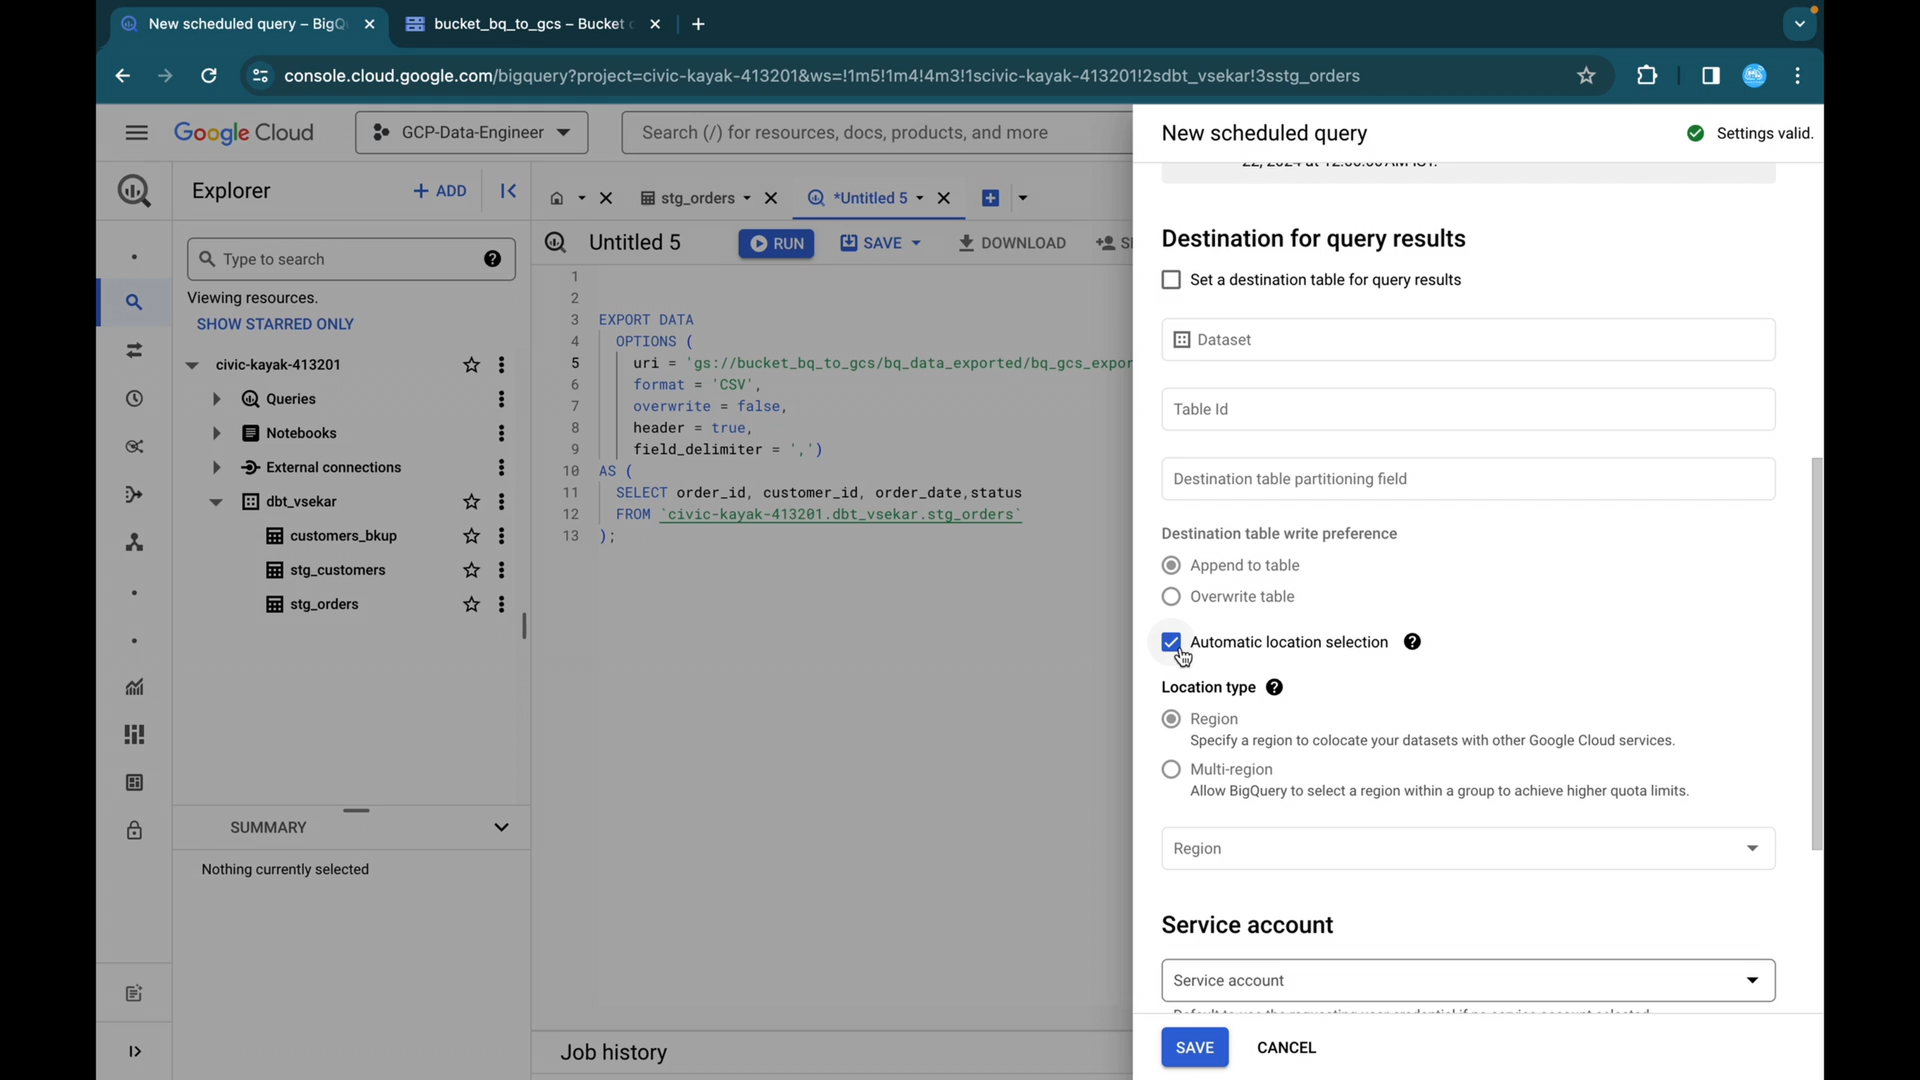 New scheduled query – BigQ
bucket_bq_to_gcs – Bucket
console.cloud.google.com/bigquery?project=civic-kayak-413201&ws=!1m5!1m4!4m3!1scivic-kayak-413201!2sdbt_vsekar!3sstg_orders
Google Cloud
GCP-Data-Engineer
Search (/) for resources, docs, products, and more
New scheduled query
Settings valid.
22, 2024 at 12:00:00 AM IST.
Explorer
+ ADD
stg_orders
*Untitled 5
Untitled 5
RUN
SAVE
DOWNLOAD
Type to search
Viewing resources.
SHOW STARRED ONLY
civic-kayak-413201
Queries
Notebooks
External connections
dbt_vsekar
customers_bkup
stg_customers
stg_orders
SUMMARY
Nothing currently selected
1
2
3 EXPORT DATA
4 OPTIONS (
5 uri = 'gs://bucket_bq_to_gcs/bq_data_exported/bq_gcs_expor
6 format = 'CSV',
7 overwrite = false,
8 header = true,
9 field_delimiter = ',')
10 AS (
11 SELECT order_id, customer_id, order_date,status
12 FROM `civic-kayak-413201.dbt_vsekar.stg_orders`
13 );
Job history
Destination for query results
Set a destination table for query results
Dataset
Table Id
Destination table partitioning field
Destination table write preference
Append to table
Overwrite table
Automatic location selection
Location type
Region
Specify a region to colocate your datasets with other Google Cloud services.
Multi-region
Allow BigQuery to select a region within a group to achieve higher quota limits.
Region
Service account
Service account
SAVE
CANCEL